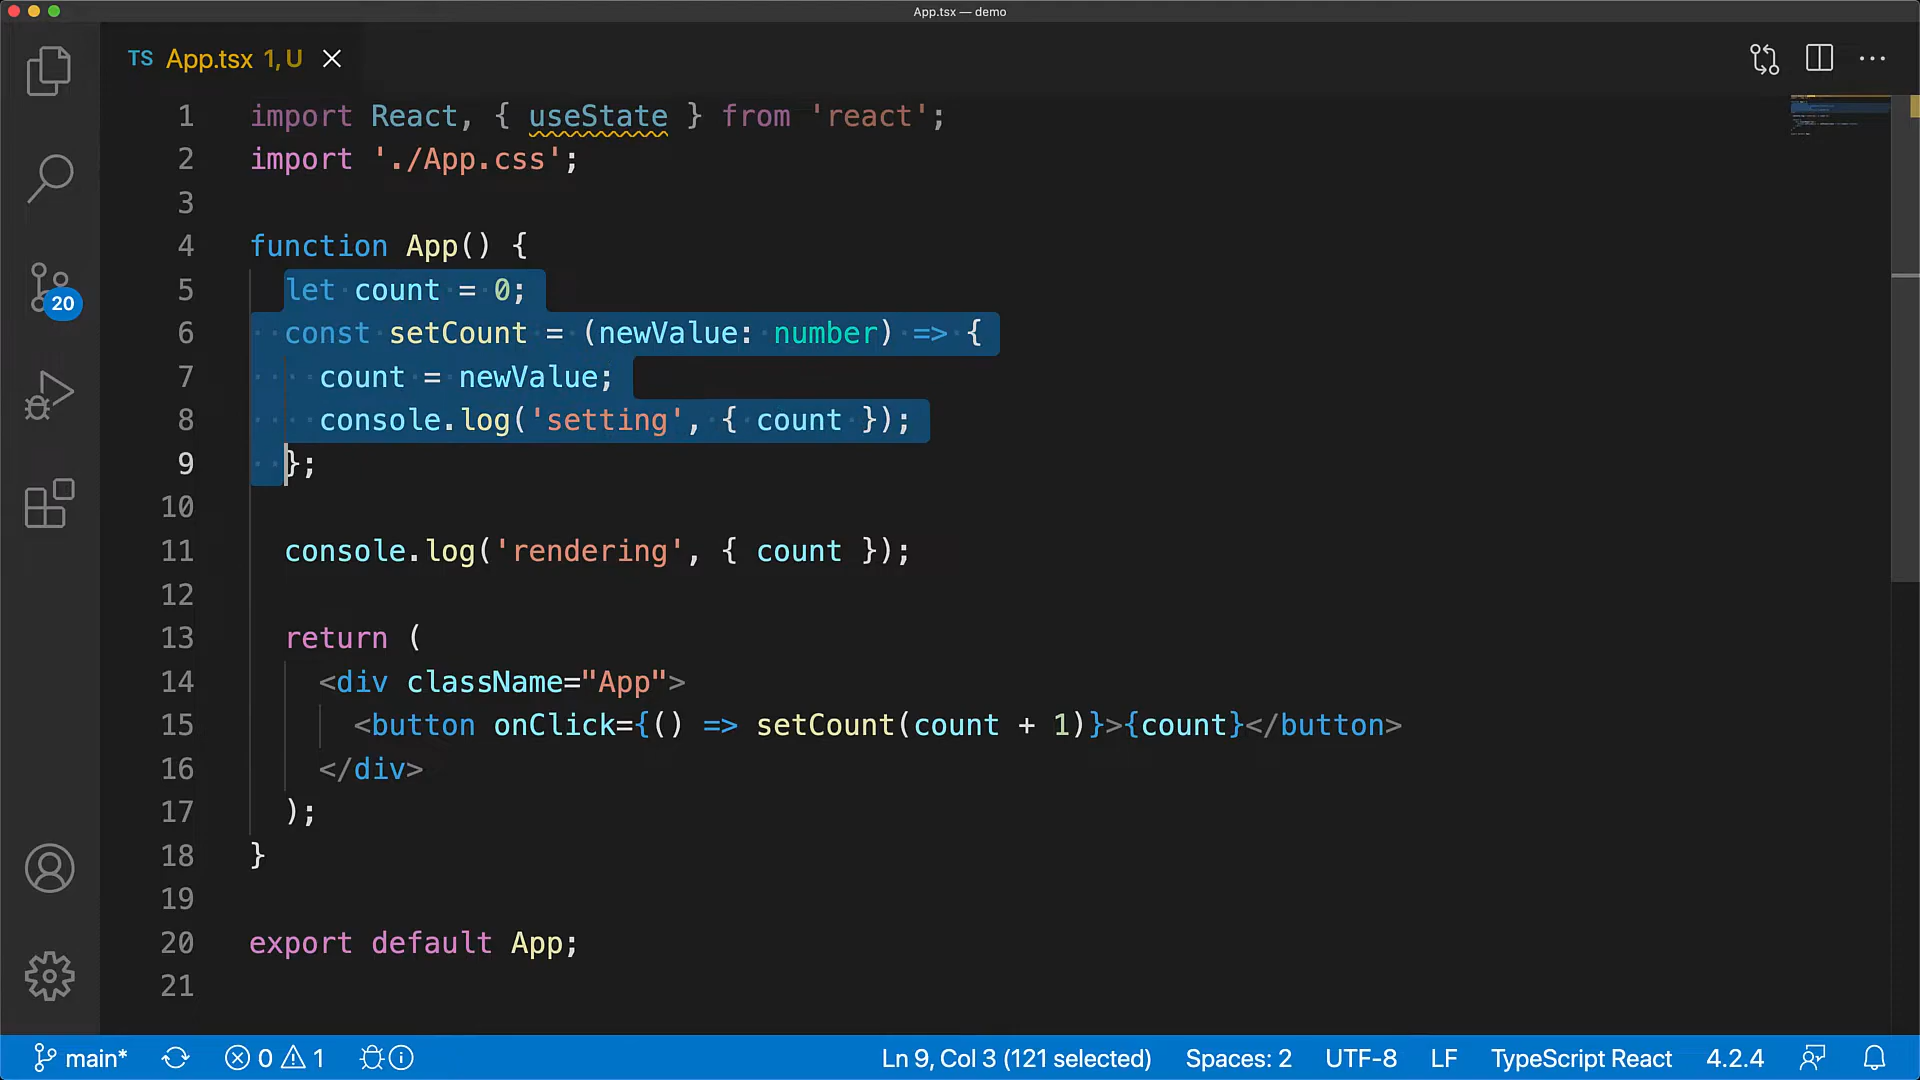 App.tsx — demo
TS App.tsx 1, U
1 import React, { useState } from 'react';
2 import './App.css';
3
4 function App() {
5 let count = 0;
6 const setCount = (newValue: number) => {
7 count = newValue;
8 console.log('setting', { count });
9 };
10
11 console.log('rendering', { count });
12
13 return (
14 <div className="App">
15 <button onClick={() => setCount(count + 1)}>{count}</button>
16 </div>
17 );
18 }
19
20 export default App;
21
20
main* 0 1 Ln 9, Col 3 (121 selected) Spaces: 2 UTF-8 LF TypeScript React 4.2.4